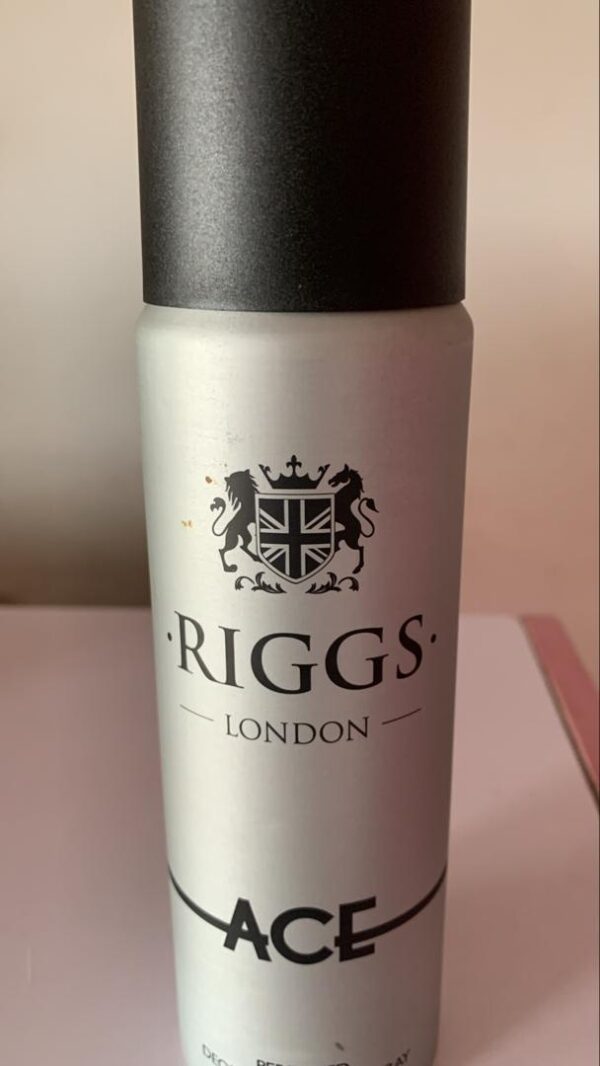 ·RIGGS·
— LONDON —
ACE